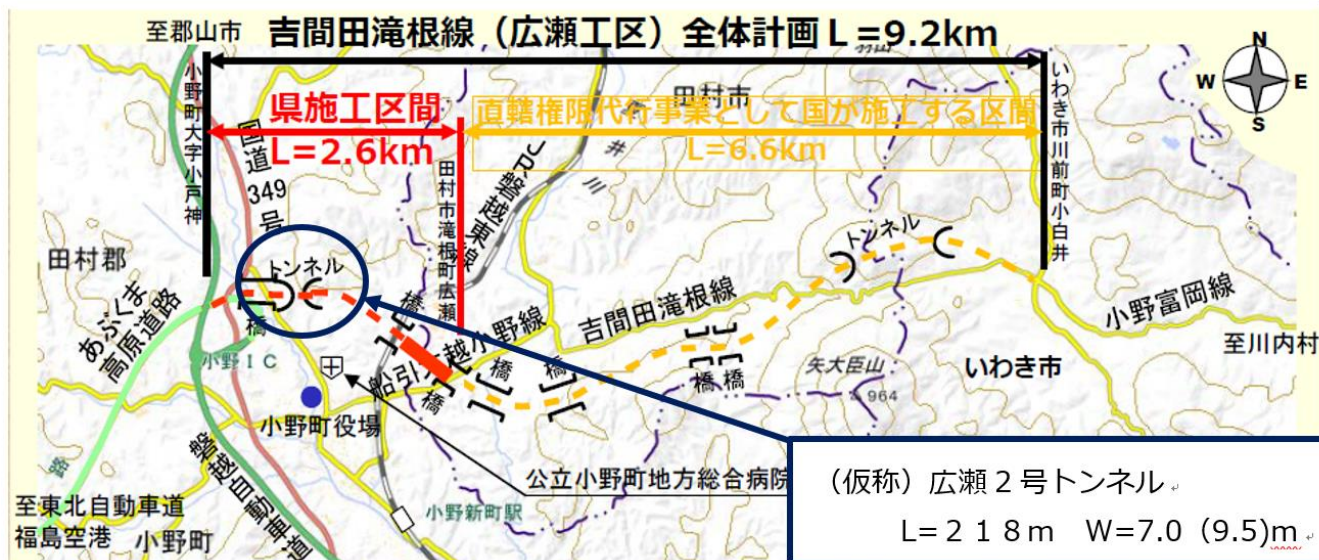 至郡山市
吉間田滝根線（広瀬工区）全体計画L=9.2km
県施工区間
L=2.6km
直轄権限代行事業として国が施工する区間
L=6.6km
N
W
E
S
小野町大字小戸神
国道349号
田村市滝根町広瀬
JR磐越東線
井
川
田村市
いわき市川前町小白井
田村郡
トンネル
トンネル
あぶくま
高原道路
橋
橋
小野IC
船引大越小野線
吉間田滝根線
小野富岡線
至川内村
橋
橋
橋
橋
橋
矢大臣山
964
いわき市
小野町役場
磐越自動車道
公立小野町地方総合病院
小野新町駅
路
至東北自動車道
福島空港
小野町
（仮称）広瀬２号トンネル
L=２１８m W=7.0 (9.5)m